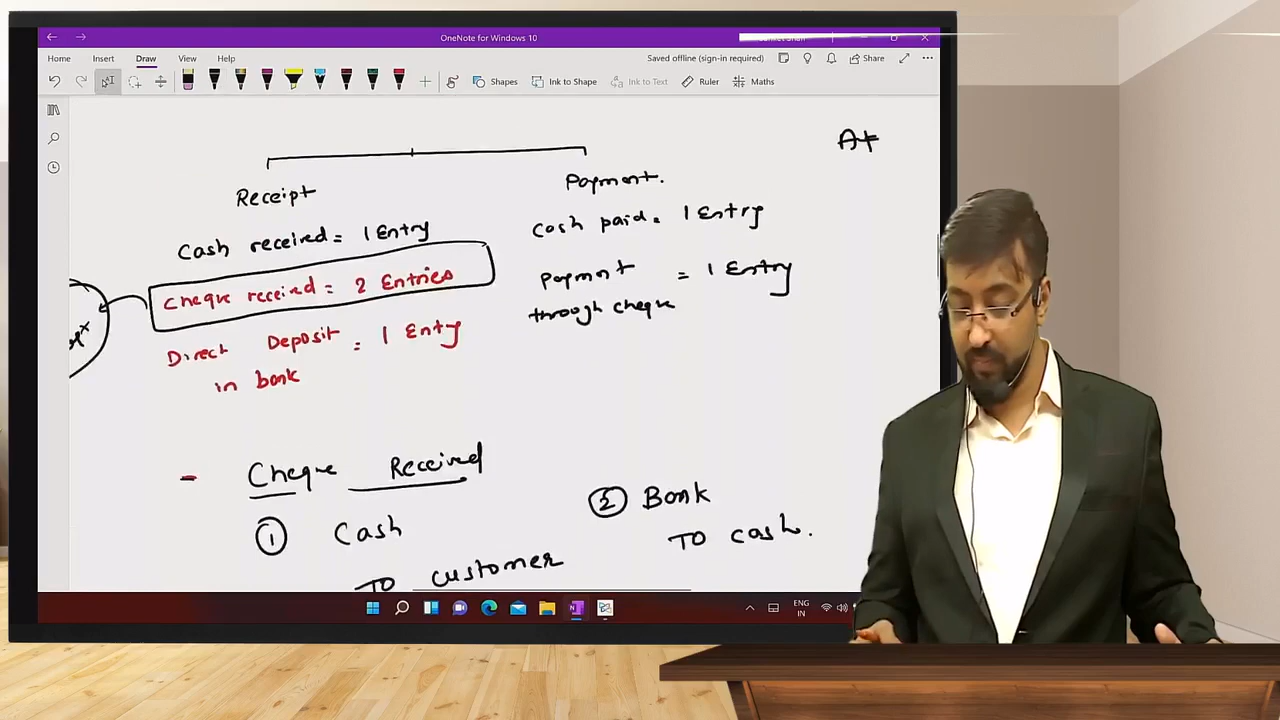 OneNote for Windows 10
Home Insert Draw View Help
Saved offline (sign-in required)
Share
Shapes
Ink to Shape
Ink to Text
Ruler
Maths
Receipt
Cash received = 1 Entry
Cheque received = 2 Entries
Direct Deposit = 1 Entry
in bank
Payment.
Cash paid = 1 Entry
Payment = 1 Entry
through cheque
- Cheque Received
① Cash
To customer
② Bank
To cash.
ENG
IN